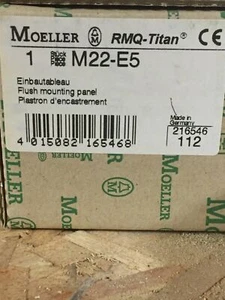 MOELLER RMQ-Titan® CE
1 Stück Piece Pièce M22-E5
Einbautableau
Flush mounting panel
Plastron d'encastrement
Made in Germany
216546
112
4 015082 165468
MOELLER